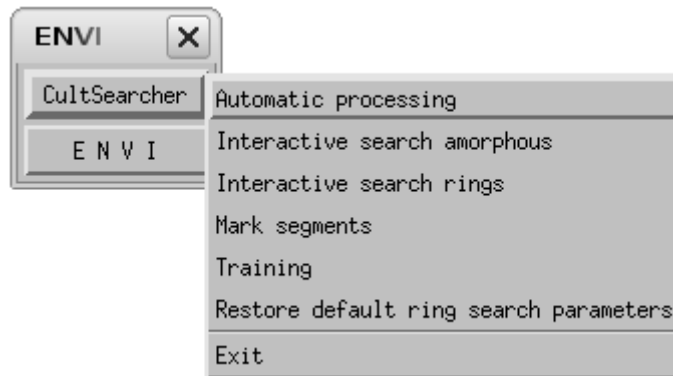 ENVI
CultSearcher
E N V I
Automatic processing
Interactive search amorphous
Interactive search rings
Mark segments
Training
Restore default ring search parameters
Exit